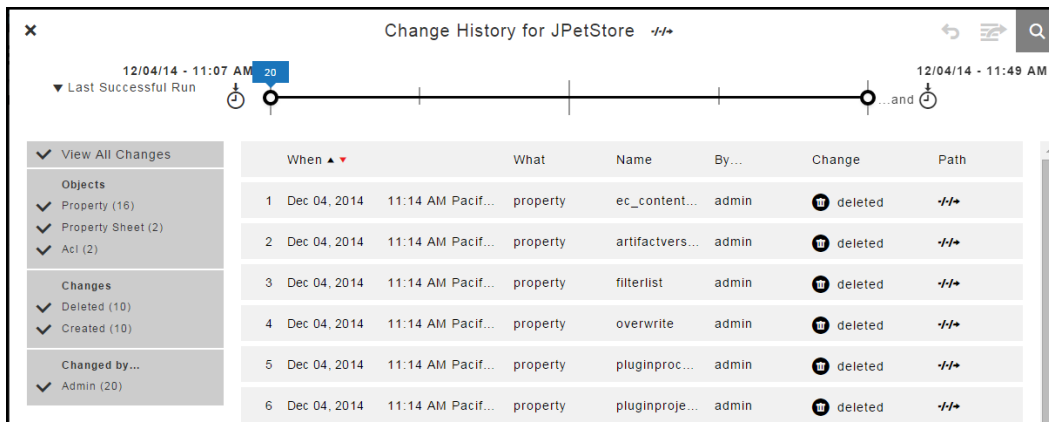 Change History for JPetStore
12/04/14 - 11:07 AM
20
12/04/14 - 11:49 AM
Last Successful Run
...and
View All Changes
Objects
Property (16)
Property Sheet (2)
Acl (2)
Changes
Deleted (10)
Created (10)
Changed by...
Admin (20)
When What Name By... Change Path
1 Dec 04, 2014 11:14 AM Pacif... property ec_content... admin deleted
2 Dec 04, 2014 11:14 AM Pacif... property artifactvers... admin deleted
3 Dec 04, 2014 11:14 AM Pacif... property filterlist admin deleted
4 Dec 04, 2014 11:14 AM Pacif... property overwrite admin deleted
5 Dec 04, 2014 11:14 AM Pacif... property pluginproc... admin deleted
6 Dec 04, 2014 11:14 AM Pacif... property pluginproje... admin deleted